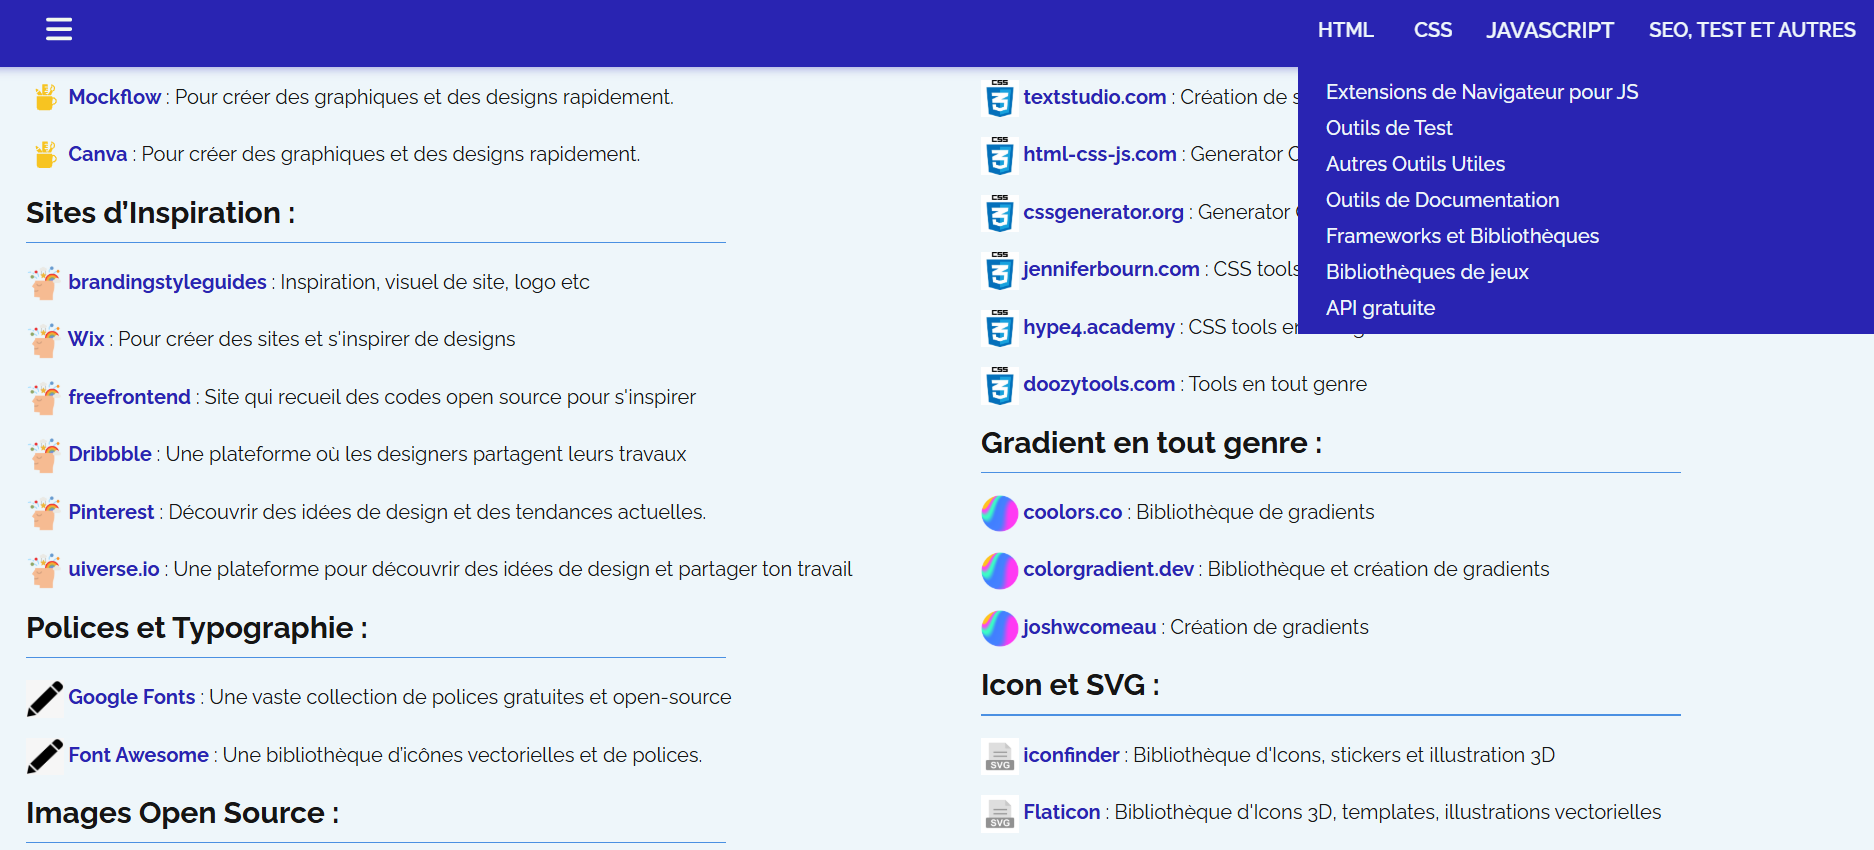 HTML
CSS
JAVASCRIPT
SEO, TEST ET AUTRES
Extensions de Navigateur pour JS
Outils de Test
Autres Outils Utiles
Outils de Documentation
Frameworks et Bibliothèques
Bibliothèques de jeux
API gratuite
Mockflow : Pour créer des graphiques et des designs rapidement.
Canva : Pour créer des graphiques et des designs rapidement.
Sites d’Inspiration :
brandingstyleguides : Inspiration, visuel de site, logo etc
Wix : Pour créer des sites et s'inspirer de designs
freefrontend : Site qui recueil des codes open source pour s'inspirer
Dribbble : Une plateforme où les designers partagent leurs travaux
Pinterest : Découvrir des idées de design et des tendances actuelles.
uiverse.io : Une plateforme pour découvrir des idées de design et partager ton travail
Polices et Typographie :
Google Fonts : Une vaste collection de polices gratuites et open-source
Font Awesome : Une bibliothèque d’icônes vectorielles et de polices.
Images Open Source :
CSS textstudio.com : Création de
CSS html-css-js.com : Generator
CSS cssgenerator.org : Generator
CSS jenniferbourn.com : CSS tools
CSS hype4.academy : CSS tools
CSS doozytools.com : Tools en tout genre
Gradient en tout genre :
coolors.co : Bibliothèque de gradients
colorgradient.dev : Bibliothèque et création de gradients
joshwcomeau : Création de gradients
Icon et SVG :
SVG iconfinder : Bibliothèque d'Icons, stickers et illustration 3D
SVG Flaticon : Bibliothèque d'Icons 3D, templates, illustrations vectorielles